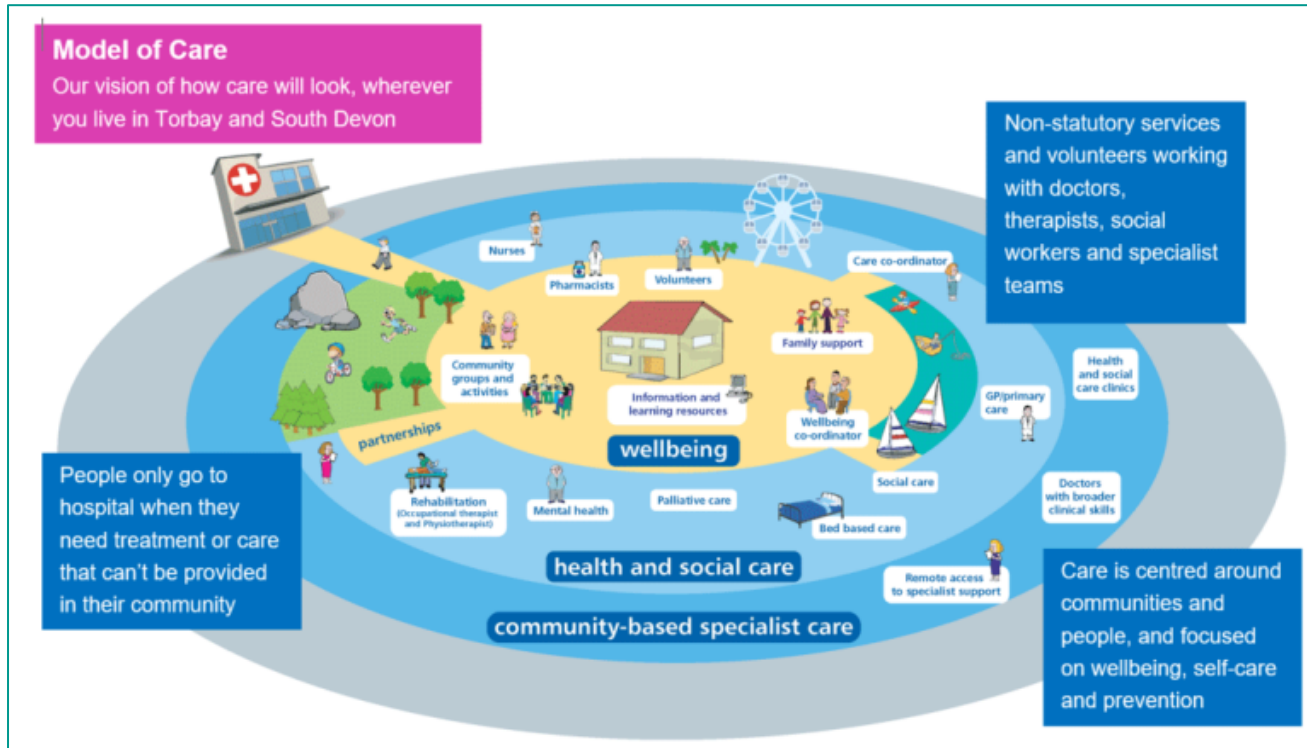 Model of Care
Our vision of how care will look, wherever
you live in Torbay and South Devon
Non-statutory services
and volunteers working
with doctors,
therapists, social
workers and specialist
teams
Nurses
Pharmacists
Volunteers
Care co-ordinator
Family support
Community
groups and
activities
Information and
learning resources
Wellbeing
co-ordinator
GP/primary
care
Health
and social
care clinics
partnerships
wellbeing
Social care
Rehabilitation
(Occupational therapist
and Physiotherapist)
Mental health
Palliative care
Bed based care
Doctors
with broader
clinical skills
health and social care
Remote access
to specialist support
community-based specialist care
People only go to
hospital when they
need treatment or care
that can't be provided
in their community
Care is centred around
communities and
people, and focused
on wellbeing, self-care
and prevention